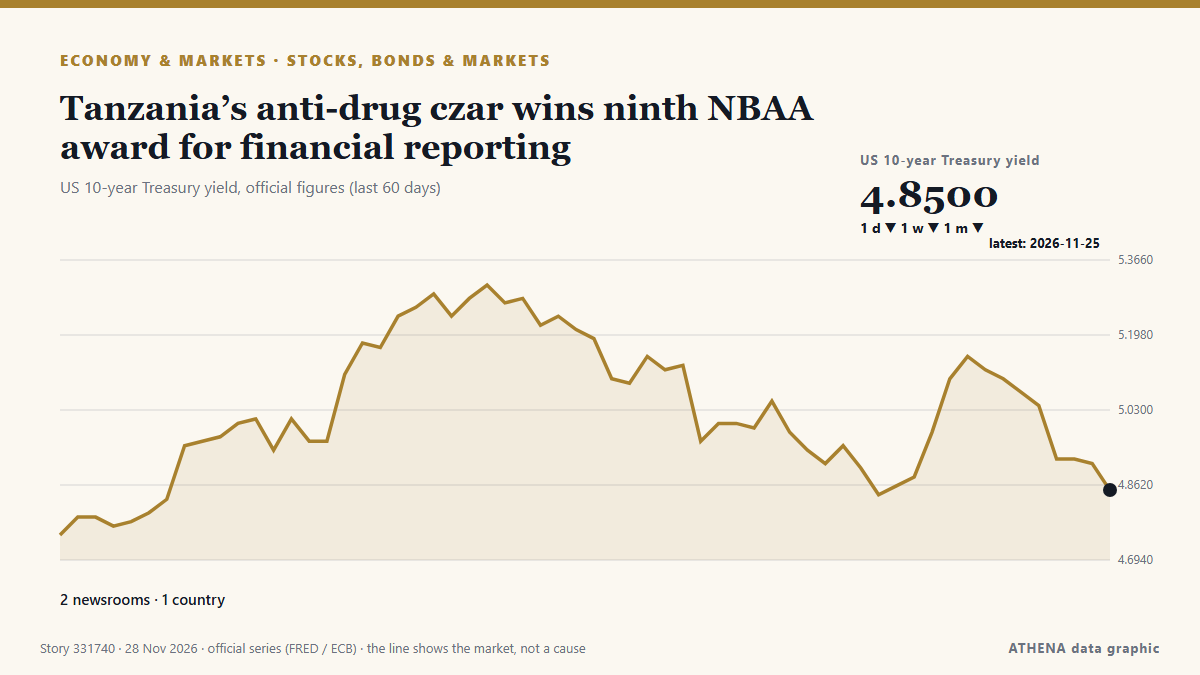 ECONOMY & MARKETS · STOCKS, BONDS & MARKETS
Tanzania’s anti-drug czar wins ninth NBAA
award for financial reporting
US 10-year Treasury yield, official figures (last 60 days)
US 10-year Treasury yield
4.8500
1 d ▼ 1 w ▼ 1 m ▼
latest: 2026-11-25
5.3660
5.1980
5.0300
4.8620
4.6940
2 newsrooms · 1 country
Story 331740 · 28 Nov 2026 · official series (FRED / ECB) · the line shows the market, not a cause
ATHENA data graphic